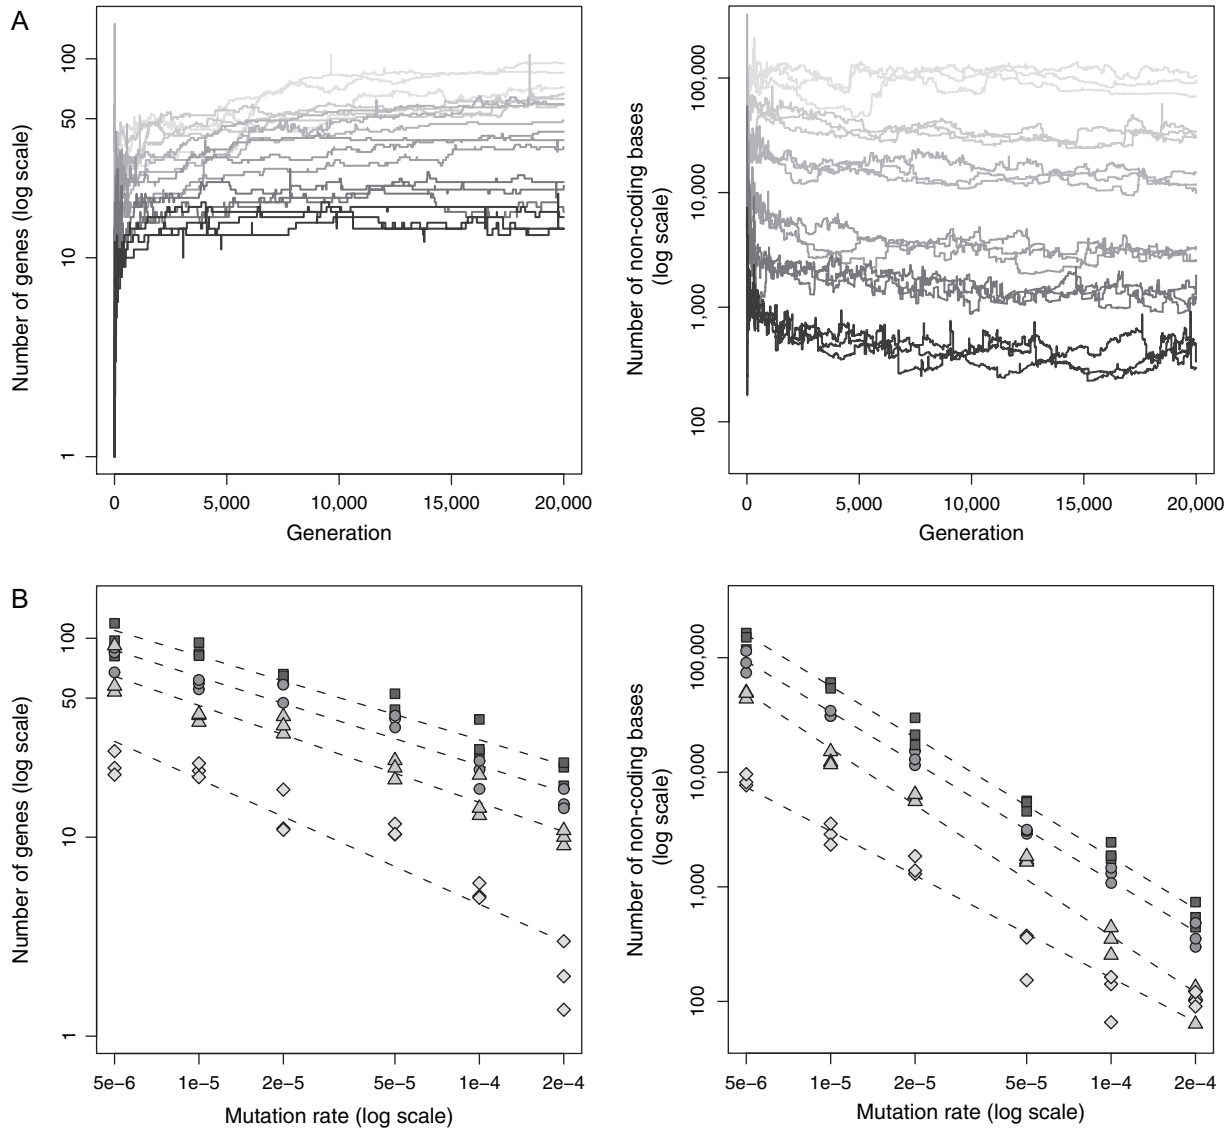 A
Number of genes (log scale)
100
50
10
1
0
5,000
10,000
15,000
20,000
Generation
Number of non-coding bases
(log scale)
100,000
10,000
1,000
100
0
5,000
10,000
15,000
20,000
Generation
B
Number of genes (log scale)
100
50
10
1
5e−6
1e−5
2e−5
5e−5
1e−4
2e−4
Mutation rate (log scale)
Number of non-coding bases
(log scale)
100,000
10,000
1,000
100
5e−6
1e−5
2e−5
5e−5
1e−4
2e−4
Mutation rate (log scale)